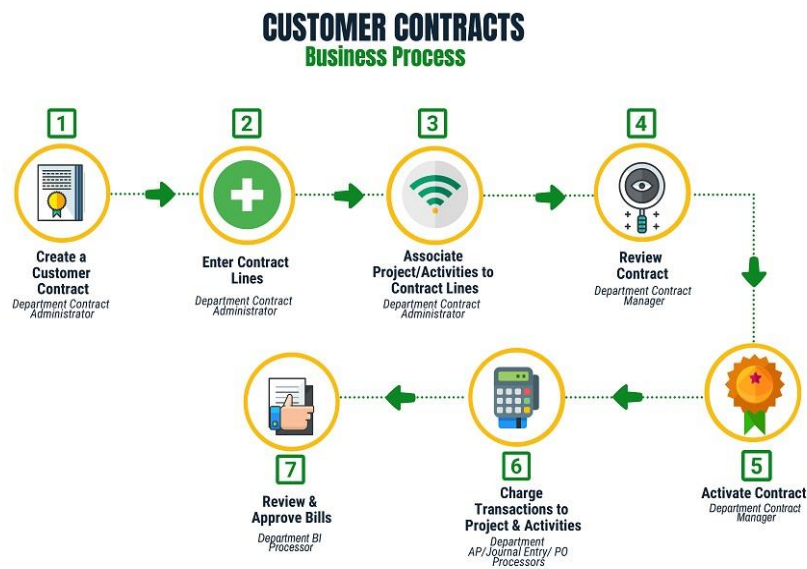 CUSTOMER CONTRACTS
Business Process
1
Create a
Customer
Contract
Department Contract
Administrator
2
Enter Contract
Lines
Department Contract
Administrator
3
Associate
Project/Activities to
Contract Lines
Department Contract
Administrator
4
Review
Contract
Department Contract
Manager
5
Activate Contract
Department Contract
Manager
6
Charge
Transactions to
Project & Activities
Department
AP/Journal Entry/ PO
Processors
7
Review &
Approve Bills
Department BI
Processor